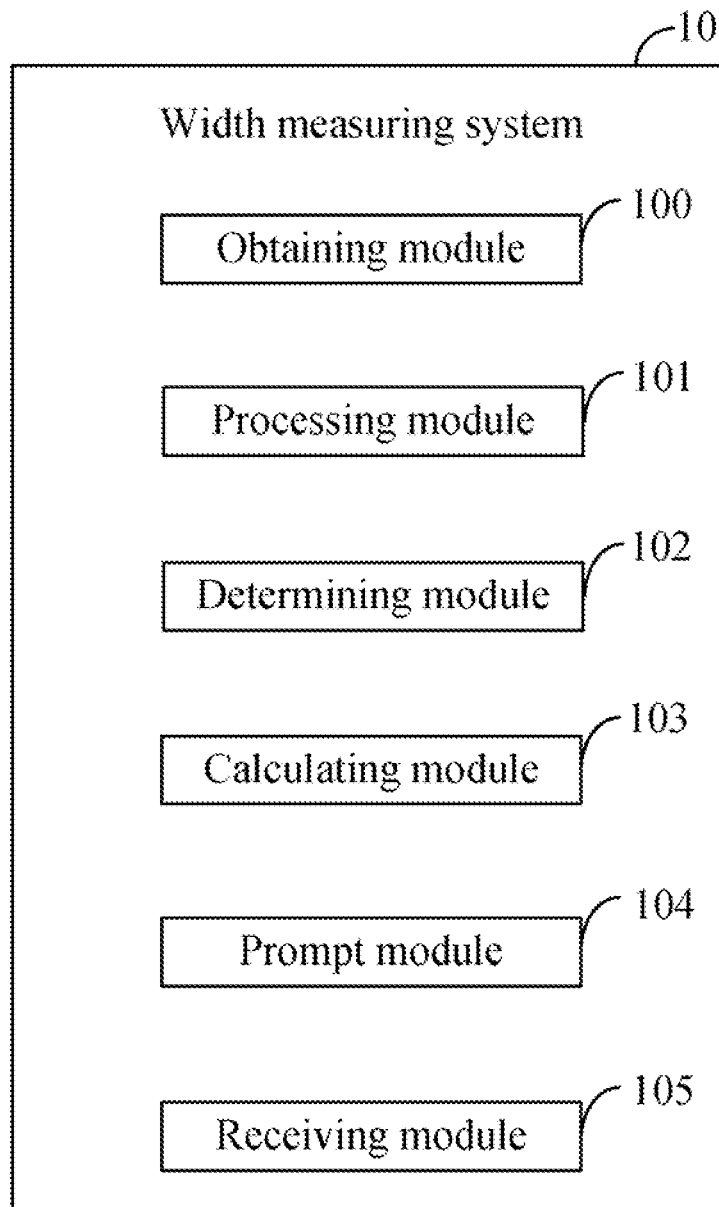 10
Width measuring system
100
Obtaining module
101
Processing module
102
Determining module
103
Calculating module
104
Prompt module
105
Receiving module